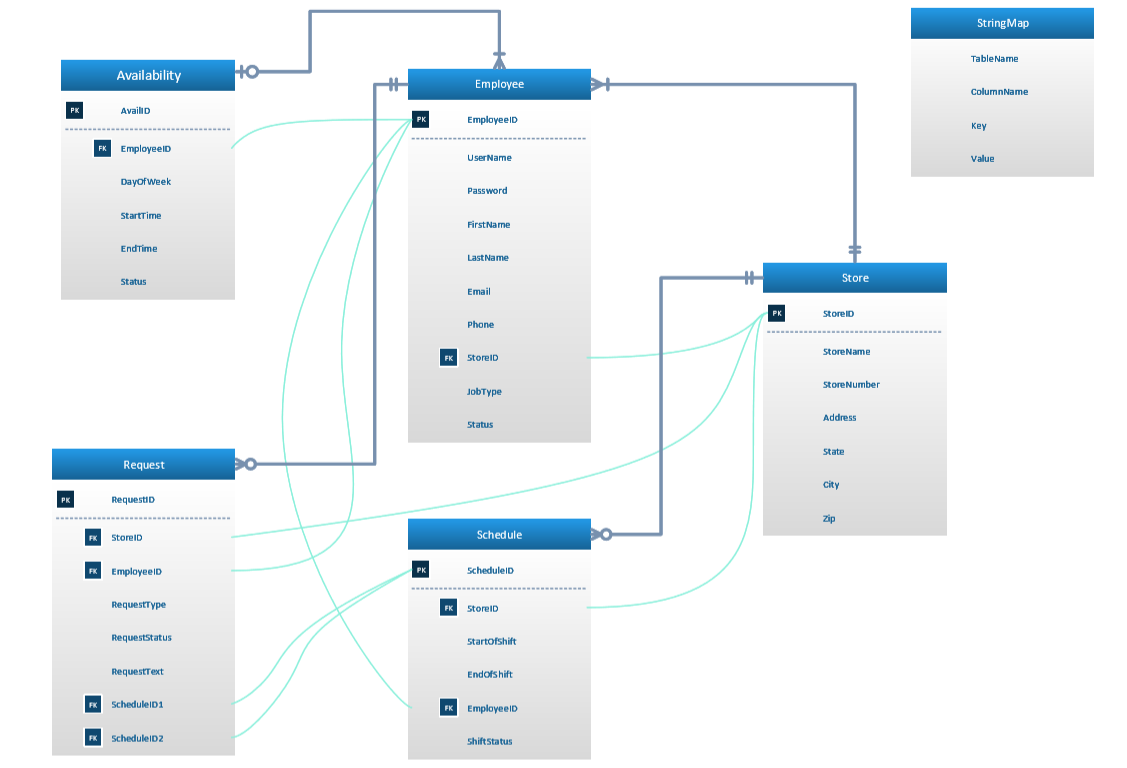 StringMap
TableName
ColumnName
Key
Value
Availability
PK AvailID
FK EmployeeID
DayOfWeek
StartTime
EndTime
Status
Employee
PK EmployeeID
UserName
Password
FirstName
LastName
Email
Phone
FK StoreID
JobType
Status
Store
PK StoreID
StoreName
StoreNumber
Address
State
City
Zip
Request
PK RequestID
FK StoreID
FK EmployeeID
RequestType
RequestStatus
RequestText
FK ScheduleID1
FK ScheduleID2
Schedule
PK ScheduleID
FK StoreID
StartOfShift
EndOfShift
FK EmployeeID
ShiftStatus